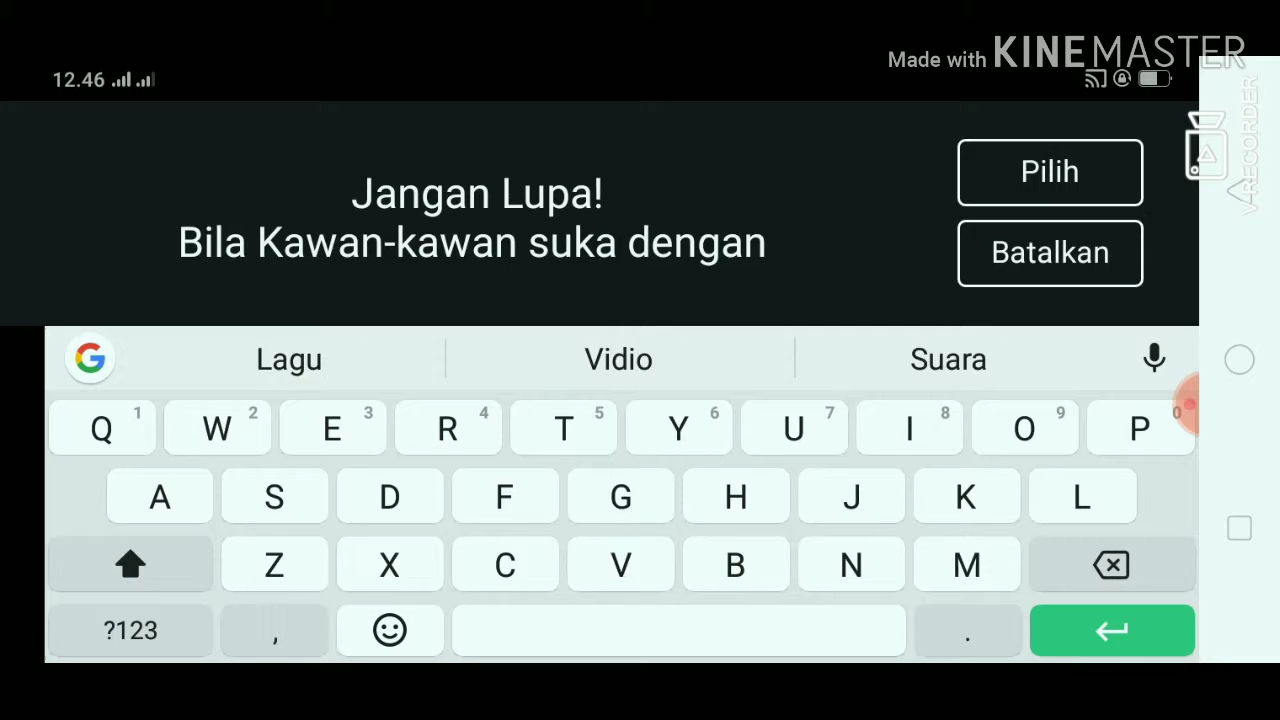 Made with KINEMASTER
12.46
V RECORDER
Jangan Lupa!
Bila Kawan-kawan suka dengan
Pilih
Batalkan
Lagu Vidio Suara
Q 1 W 2 E 3 R 4 T 5 Y 6 U 7 I 8 O 9 P 0
A S D F G H J K L
Z X C V B N M
?123 , .